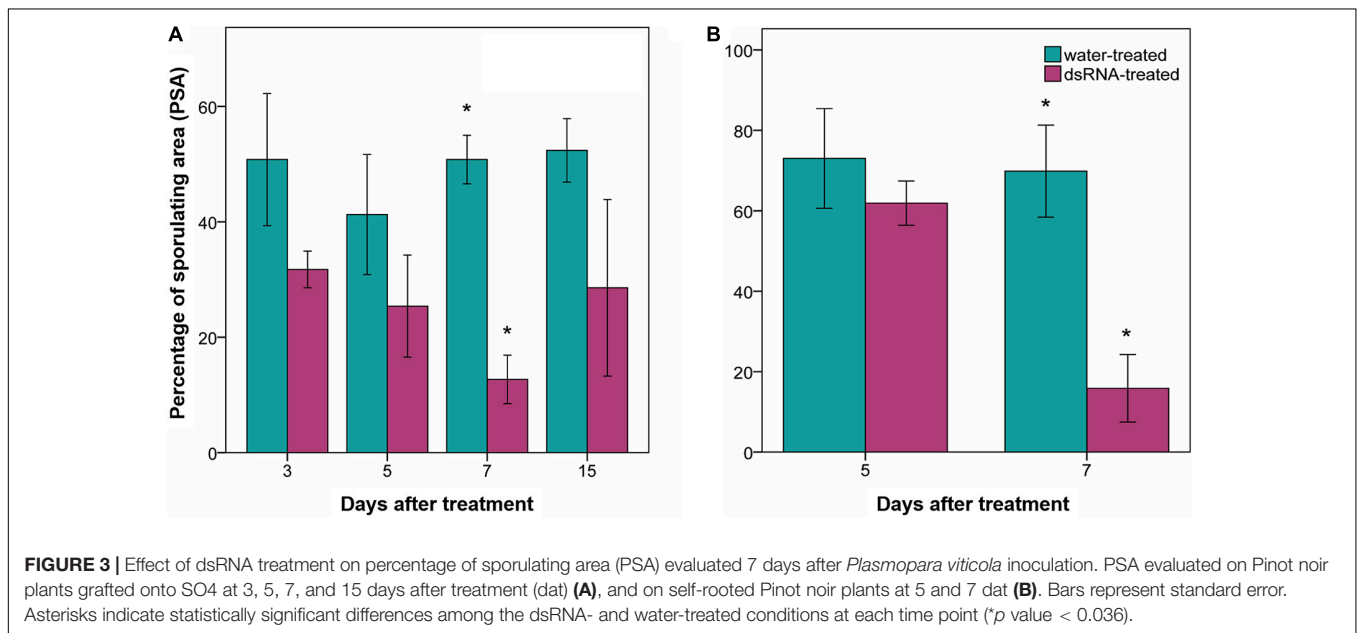 A
Percentage of sporulating area (PSA)
60
40
20
0
3 5 7 15
* *
Days after treatment
B
100
80
60
40
20
0
water-treated
dsRNA-treated
* *
5 7
Days after treatment
FIGURE 3 | Effect of dsRNA treatment on percentage of sporulating area (PSA) evaluated 7 days after Plasmopara viticola inoculation. PSA evaluated on Pinot noir
plants grafted onto SO4 at 3, 5, 7, and 15 days after treatment (dat) (A), and on self-rooted Pinot noir plants at 5 and 7 dat (B). Bars represent standard error.
Asterisks indicate statistically significant differences among the dsRNA- and water-treated conditions at each time point (*p value < 0.036).